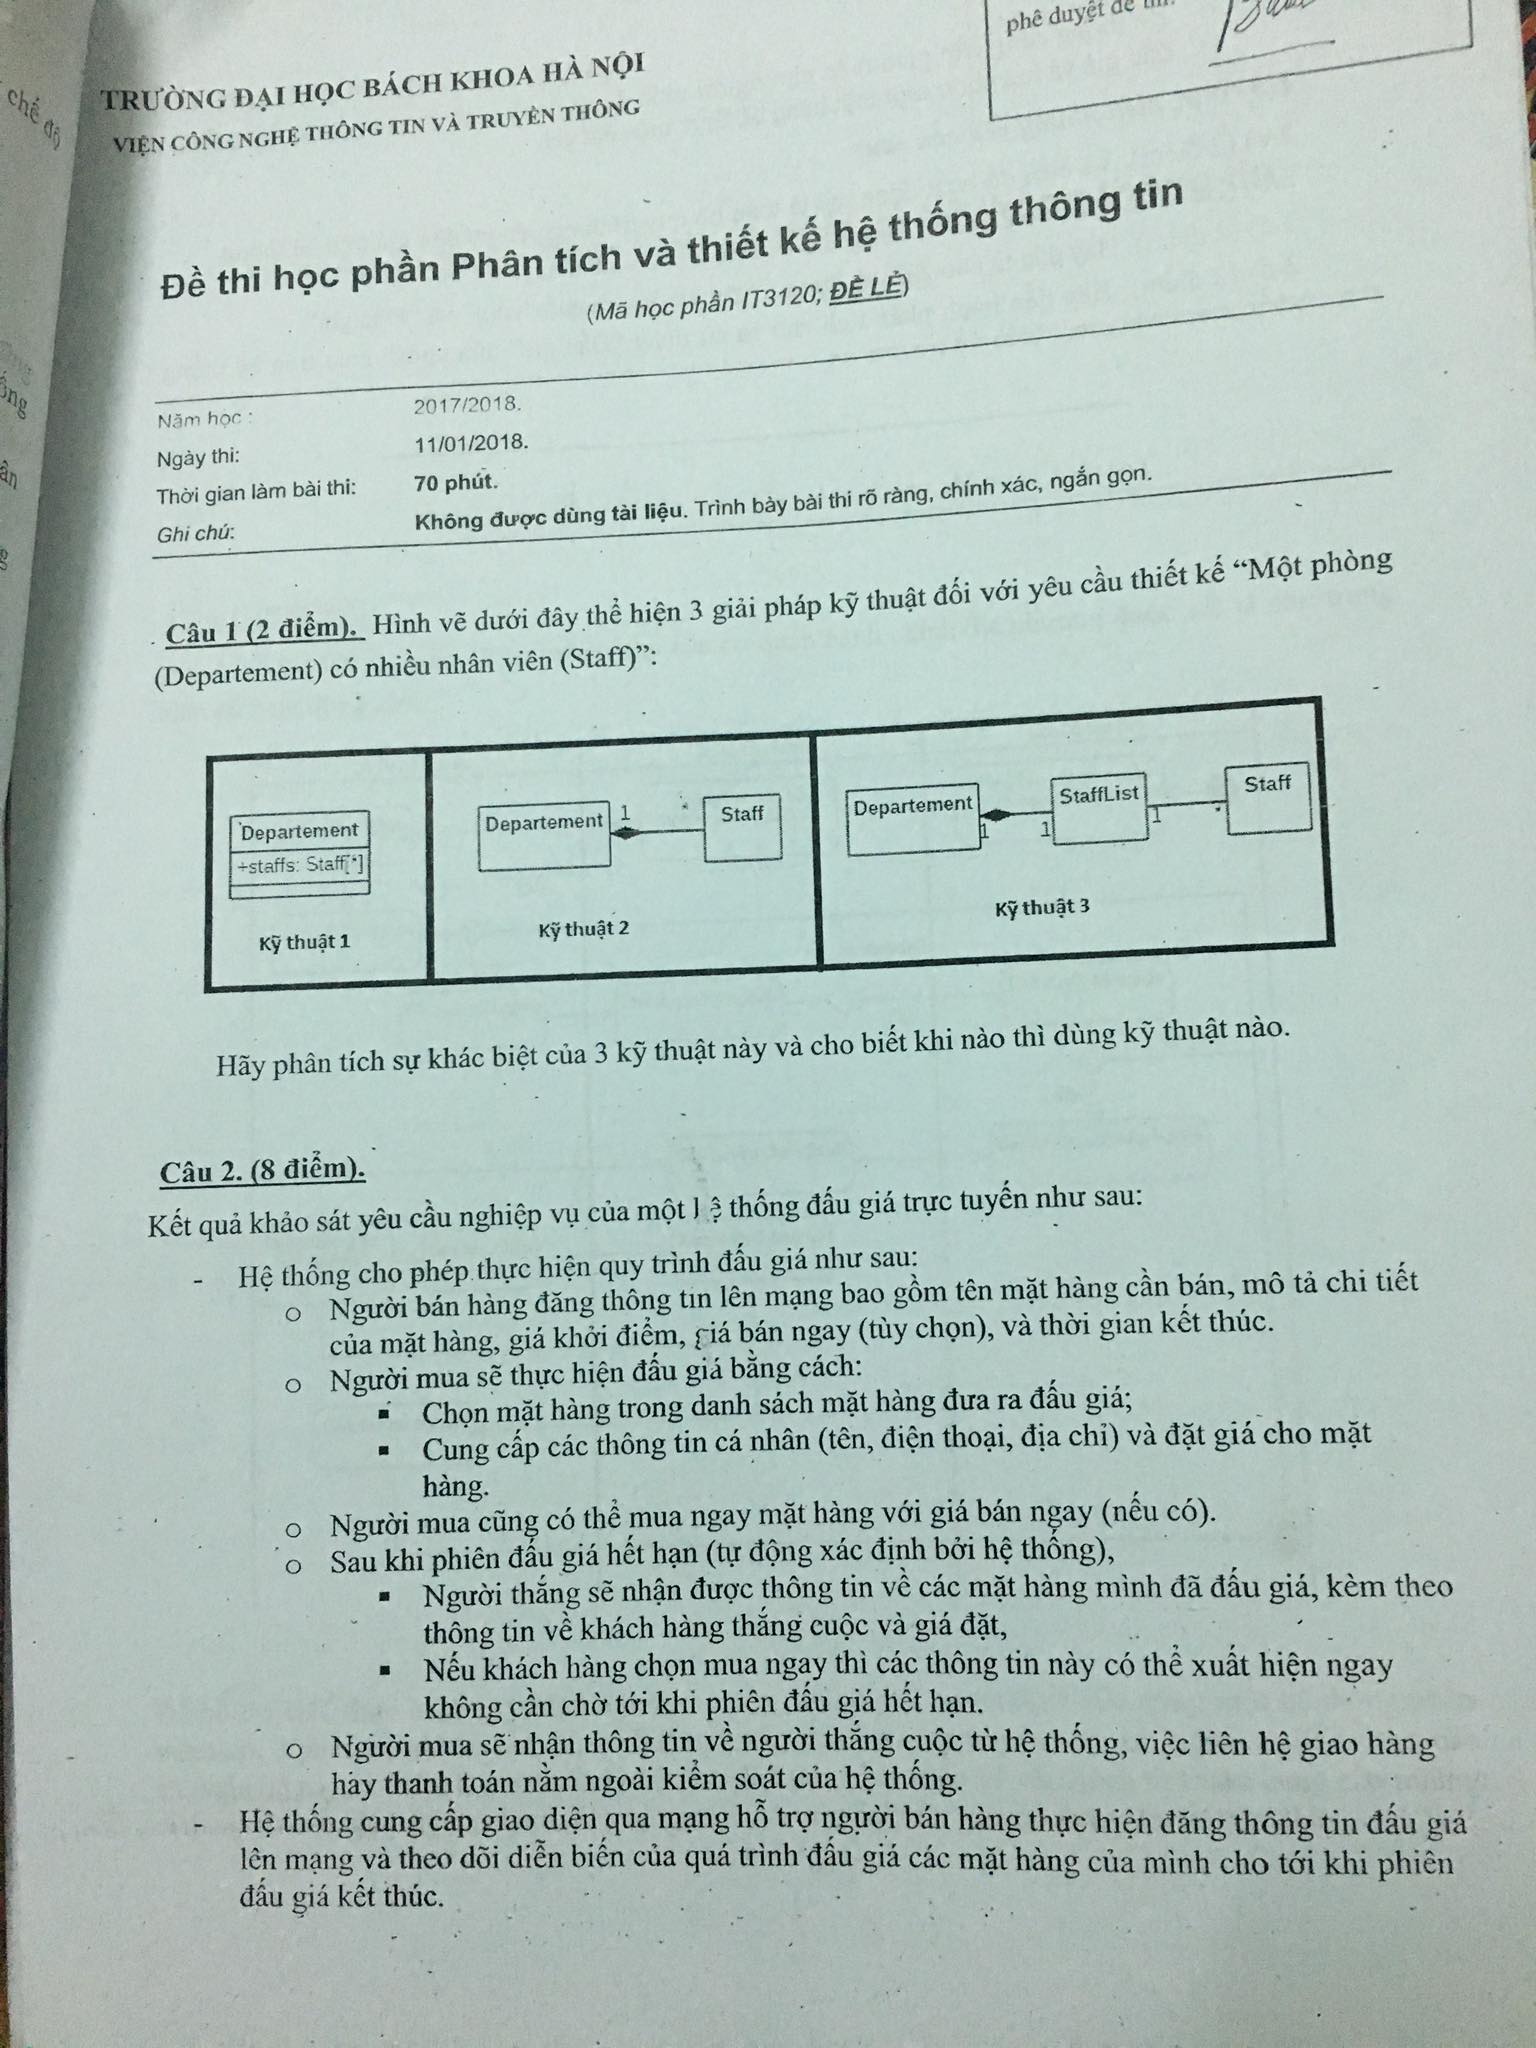 phê duyệt đề
chế độ
TRƯỜNG ĐẠI HỌC BÁCH KHOA HÀ NỘI
VIỆN CÔNG NGHỆ THÔNG TIN VÀ TRUYỀN THÔNG
Đề thi học phần Phân tích và thiết kế hệ thống thông tin
(Mã học phần IT3120; ĐỀ LẺ)
Năm học : 2017/2018.
Ngày thi: 11/01/2018.
Thời gian làm bài thi: 70 phút.
Ghi chú: Không được dùng tài liệu. Trình bày bài thi rõ ràng, chính xác, ngắn gọn.
Câu 1 (2 điểm). Hình vẽ dưới đây thể hiện 3 giải pháp kỹ thuật đối với yêu cầu thiết kế “Một phòng
(Departement) có nhiều nhân viên (Staff)”:
Departement
+staffs: Staff[*]
Kỹ thuật 1
Departement 1 * Staff
Kỹ thuật 2
Departement 1 1 StaffList 1 * Staff
Kỹ thuật 3
Hãy phân tích sự khác biệt của 3 kỹ thuật này và cho biết khi nào thì dùng kỹ thuật nào.
Câu 2. (8 điểm).
Kết quả khảo sát yêu cầu nghiệp vụ của một hệ thống đấu giá trực tuyến như sau:
- Hệ thống cho phép thực hiện quy trình đấu giá như sau:
o Người bán hàng đăng thông tin lên mạng bao gồm tên mặt hàng cần bán, mô tả chi tiết
của mặt hàng, giá khởi điểm, giá bán ngay (tùy chọn), và thời gian kết thúc.
o Người mua sẽ thực hiện đấu giá bằng cách:
▪ Chọn mặt hàng trong danh sách mặt hàng đưa ra đấu giá;
▪ Cung cấp các thông tin cá nhân (tên, điện thoại, địa chỉ) và đặt giá cho mặt
hàng.
o Người mua cũng có thể mua ngay mặt hàng với giá bán ngay (nếu có).
o Sau khi phiên đấu giá hết hạn (tự động xác định bởi hệ thống),
▪ Người thắng sẽ nhận được thông tin về các mặt hàng mình đã đấu giá, kèm theo
thông tin về khách hàng thắng cuộc và giá đặt,
▪ Nếu khách hàng chọn mua ngay thì các thông tin này có thể xuất hiện ngay
không cần chờ tới khi phiên đấu giá hết hạn.
o Người mua sẽ nhận thông tin về người thắng cuộc từ hệ thống, việc liên hệ giao hàng
hay thanh toán nằm ngoài kiểm soát của hệ thống.
- Hệ thống cung cấp giao diện qua mạng hỗ trợ người bán hàng thực hiện đăng thông tin đấu giá
lên mạng và theo dõi diễn biến của quá trình đấu giá các mặt hàng của mình cho tới khi phiên
đấu giá kết thúc.